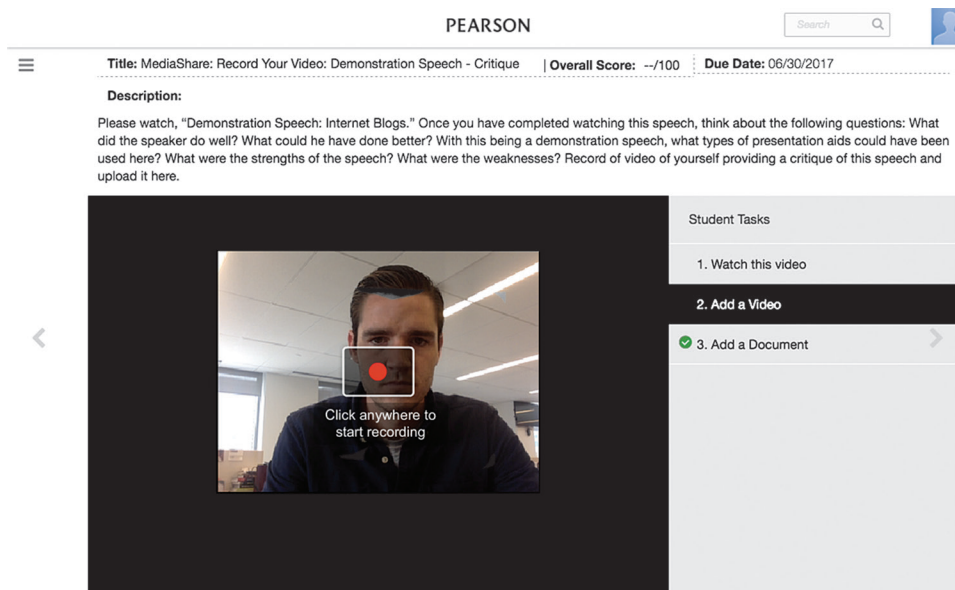 PEARSON
Search
Title: MediaShare: Record Your Video: Demonstration Speech - Critique | Overall Score: --/100 Due Date: 06/30/2017
Description:
Please watch, “Demonstration Speech: Internet Blogs.” Once you have completed watching this speech, think about the following questions: What
did the speaker do well? What could he have done better? With this being a demonstration speech, what types of presentation aids could have been
used here? What were the strengths of the speech? What were the weaknesses? Record of video of yourself providing a critique of this speech and
upload it here.
Click anywhere to
start recording
Student Tasks
1. Watch this video
2. Add a Video
3. Add a Document